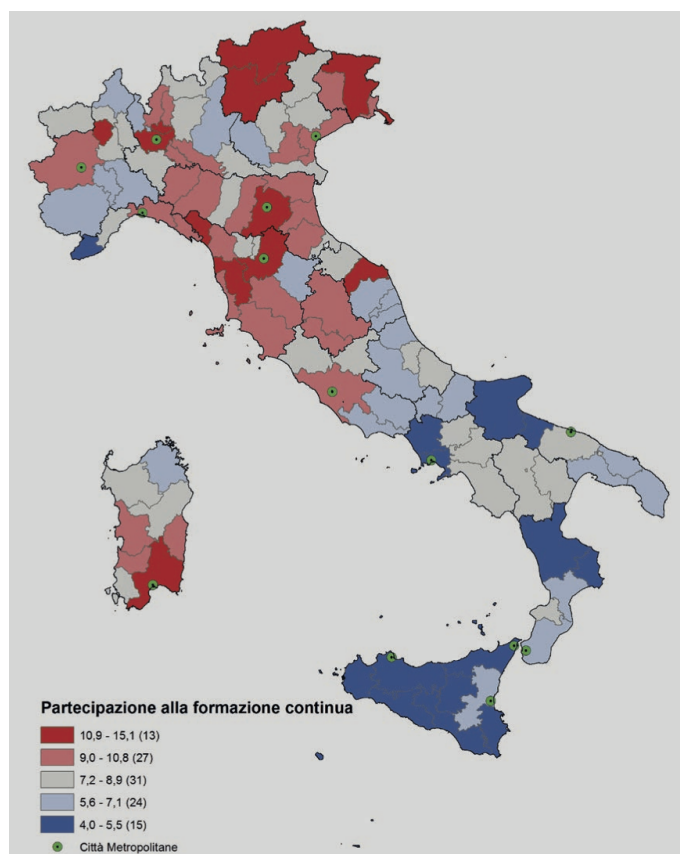 Partecipazione alla formazione continua
10,9 - 15,1 (13)
9,0 - 10,8 (27)
7,2 - 8,9 (31)
5,6 - 7,1 (24)
4,0 - 5,5 (15)
Città Metropolitane